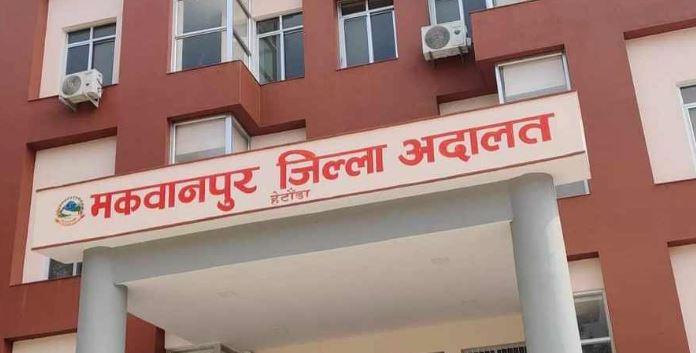 मकवानपुर जिल्ला अदालत
हेटौंडा